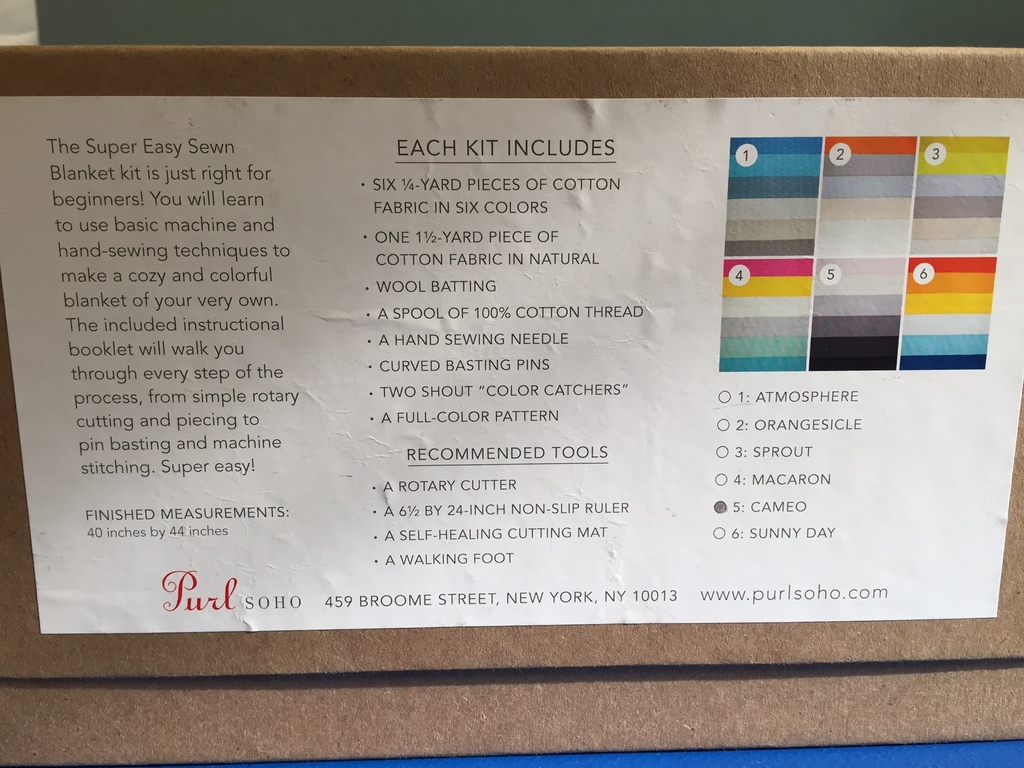 The Super Easy Sewn
Blanket kit is just right for
beginners! You will learn
to use basic machine and
hand-sewing techniques to
make a cozy and colorful
blanket of your very own.
The included instructional
booklet will walk you
through every step of the
process, from simple rotary
cutting and piecing to
pin basting and machine
stitching. Super easy!
FINISHED MEASUREMENTS:
40 inches by 44 inches
EACH KIT INCLUDES
• SIX ¼-YARD PIECES OF COTTON
FABRIC IN SIX COLORS
• ONE 1½-YARD PIECE OF
COTTON FABRIC IN NATURAL
• WOOL BATTING
• A SPOOL OF 100% COTTON THREAD
• A HAND SEWING NEEDLE
• CURVED BASTING PINS
• TWO SHOUT "COLOR CATCHERS"
• A FULL-COLOR PATTERN
RECOMMENDED TOOLS
• A ROTARY CUTTER
• A 6½ BY 24-INCH NON-SLIP RULER
• A SELF-HEALING CUTTING MAT
• A WALKING FOOT
1 2 3
4 5 6
1: ATMOSPHERE
2: ORANGESICLE
3: SPROUT
4: MACARON
5: CAMEO
6: SUNNY DAY
Purl SOHO 459 BROOME STREET, NEW YORK, NY 10013 www.purlsoho.com